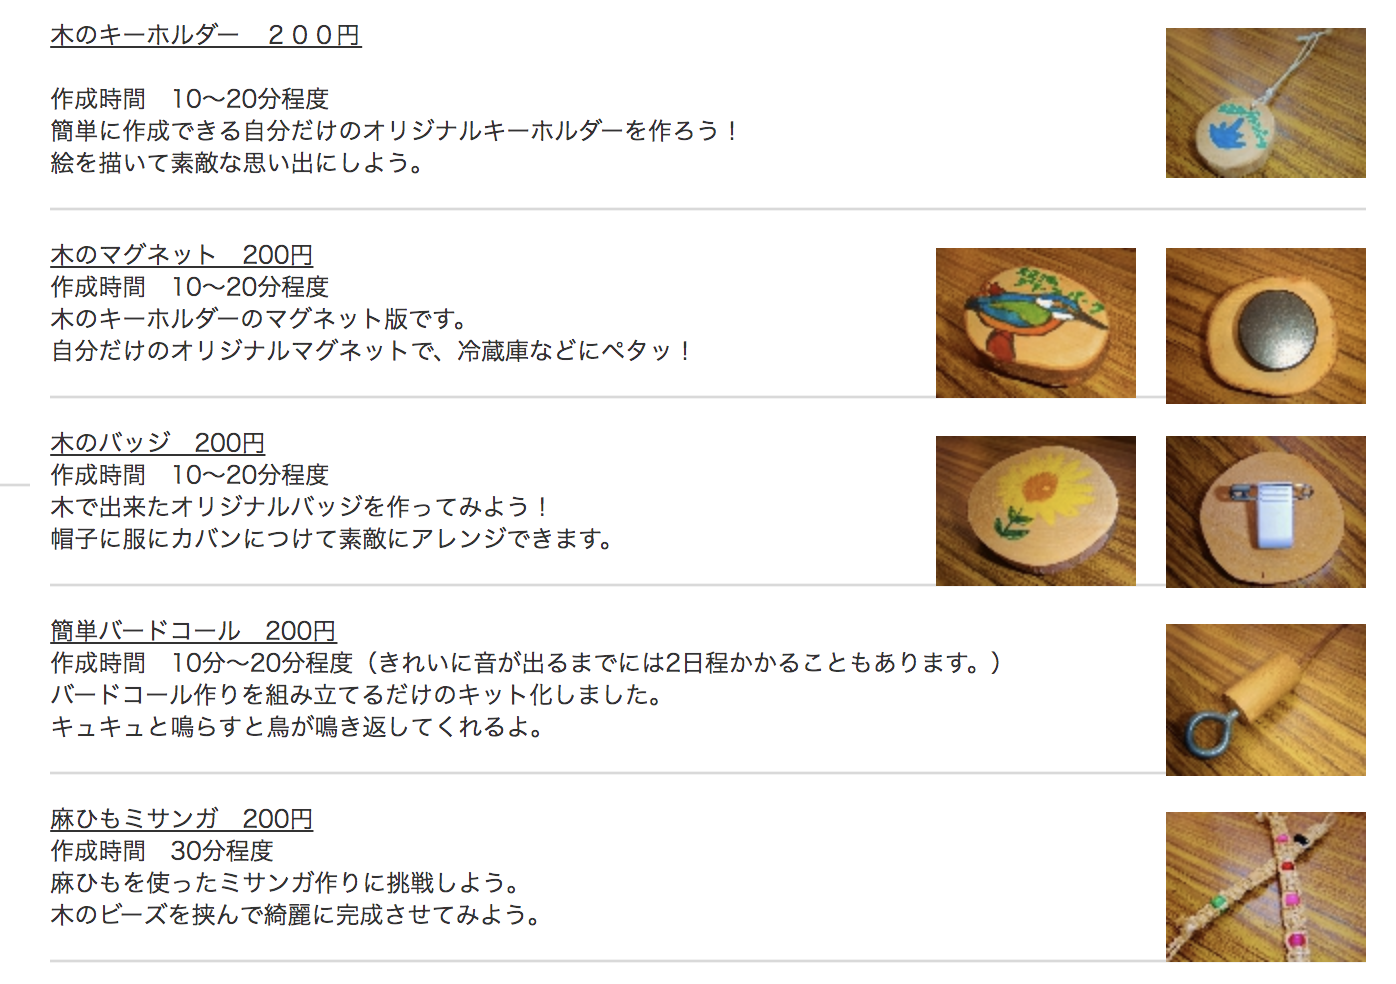 木のキーホルダー　２００円
作成時間　10〜20分程度
簡単に作成できる自分だけのオリジナルキーホルダーを作ろう！
絵を描いて素敵な思い出にしよう。
木のマグネット　200円
作成時間　10〜20分程度
木のキーホルダーのマグネット版です。
自分だけのオリジナルマグネットで、冷蔵庫などにペタッ！
木のバッジ　200円
作成時間　10〜20分程度
木で出来たオリジナルバッジを作ってみよう！
帽子に服にカバンにつけて素敵にアレンジできます。
簡単バードコール　200円
作成時間　10分〜20分程度（きれいに音が出るまでには2日程かかることもあります。）
バードコール作りを組み立てるだけのキット化しました。
キュキュと鳴らすと鳥が鳴き返してくれるよ。
麻ひもミサンガ　200円
作成時間　30分程度
麻ひもを使ったミサンガ作りに挑戦しよう。
木のビーズを挟んで綺麗に完成させてみよう。